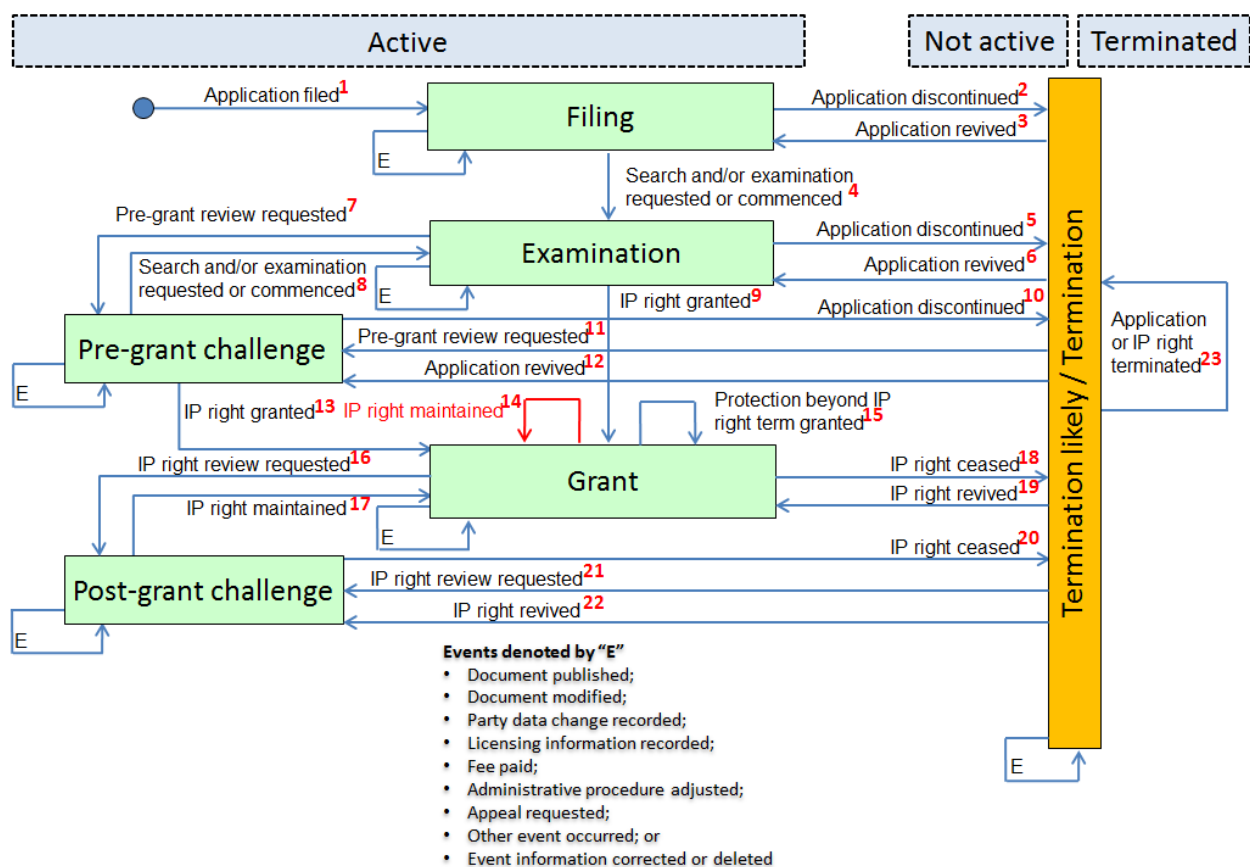 Active
Not active
Terminated
Application filed1
Filing
Application discontinued2
Application revived3
E
Search and/or examination
requested or commenced 4
Pre-grant review requested7
Examination
Application discontinued5
Application revived6
Search and/or examination
requested or commenced8
E
IP right granted9
Application discontinued10
Pre-grant challenge
Pre-grant review requested11
Application revived12
E
Application
or IP right
terminated23
Termination likely / Termination
IP right granted13
IP right maintained14
Protection beyond IP
right term granted15
IP right review requested16
Grant
IP right ceased18
IP right revived19
IP right maintained17
E
IP right ceased20
Post-grant challenge
IP right review requested21
IP right revived22
E
Events denoted by “E”
• Document published;
• Document modified;
• Party data change recorded;
• Licensing information recorded;
• Fee paid;
• Administrative procedure adjusted;
• Appeal requested;
• Other event occurred; or
• Event information corrected or deleted
E